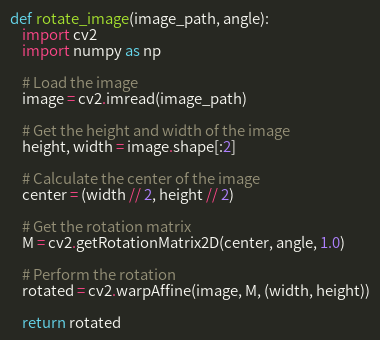 def rotate_image(image_path, angle):
    import cv2
    import numpy as np

    # Load the image
    image = cv2.imread(image_path)

    # Get the height and width of the image
    height, width = image.shape[:2]

    # Calculate the center of the image
    center = (width // 2, height // 2)

    # Get the rotation matrix
    M = cv2.getRotationMatrix2D(center, angle, 1.0)

    # Perform the rotation
    rotated = cv2.warpAffine(image, M, (width, height))

    return rotated